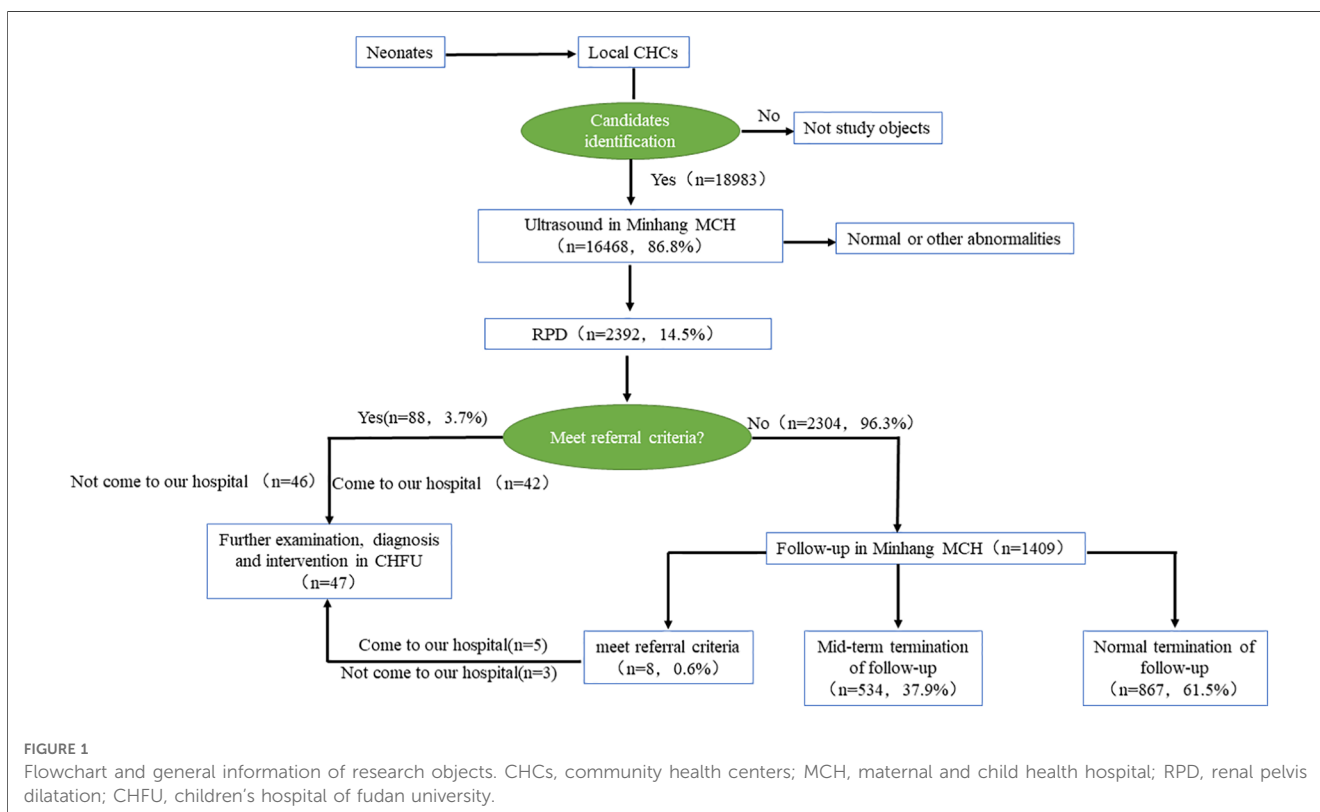 Neonates
Local CHCs
Candidates
identification
No
Not study objects
Yes（n=18983）
Ultrasound in Minhang MCH
（n=16468，86.8%）
Normal or other abnormalities
RPD（n=2392，14.5%）
Yes(n=88，3.7%）
Meet referral criteria?
No（n=2304，96.3%）
Not come to our hospital（n=46）
Come to our hospital （n=42）
Further examination, diagnosis
and intervention in CHFU
（n=47）
Follow-up in Minhang MCH（n=1409）
Come to our hospital(n=5)
Not come to our hospital(n=3)
meet referral criteria
（n=8，0.6%）
Mid-term termination
of follow-up
（n=534，37.9%）
Normal termination of
follow-up
（n=867，61.5%）
FIGURE 1
Flowchart and general information of research objects. CHCs, community health centers; MCH, maternal and child health hospital; RPD, renal pelvis
dilatation; CHFU, children's hospital of fudan university.